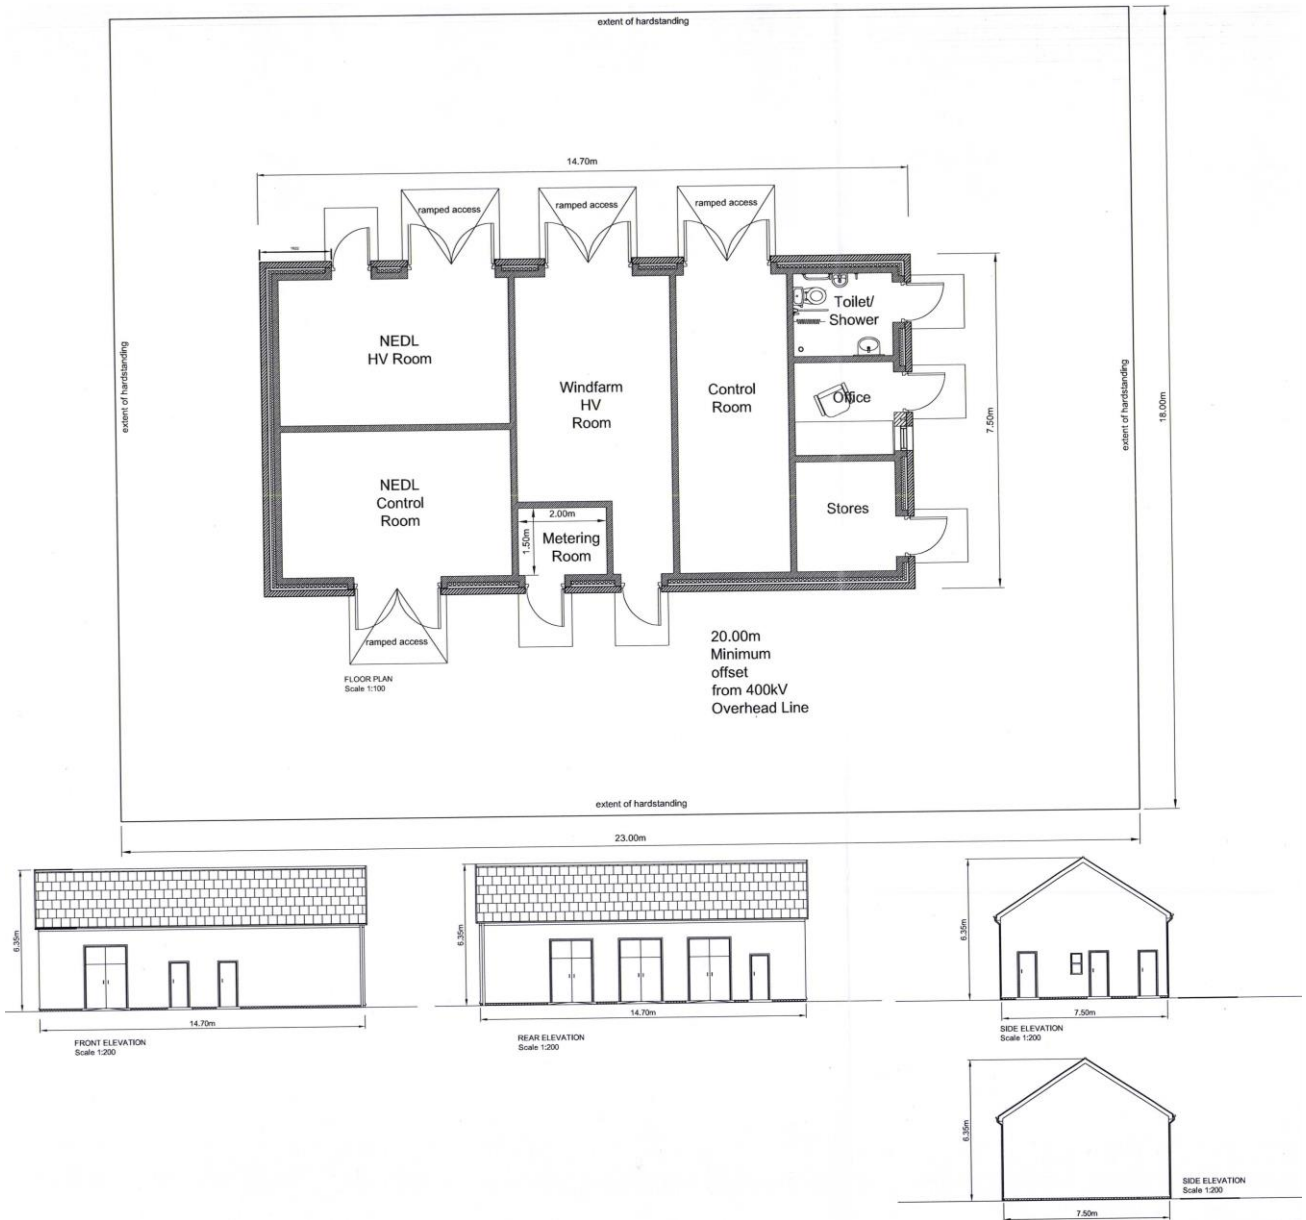 extent of hardstanding
14.70m
ramped access
ramped access
ramped access
NEDL
HV Room
Windfarm
HV
Room
Control
Room
Toilet/
Shower
Office
Stores
NEDL
Control
Room
2.00m
1.50m
Metering
Room
ramped access
7.50m
extent of hardstanding
extent of hardstanding
18.00m
FLOOR PLAN
Scale 1:100
20.00m
Minimum
offset
from 400kV
Overhead Line
extent of hardstanding
23.00m
6.35m
14.70m
FRONT ELEVATION
Scale 1:200
6.35m
14.70m
REAR ELEVATION
Scale 1:200
6.35m
7.50m
SIDE ELEVATION
Scale 1:200
6.35m
7.50m
SIDE ELEVATION
Scale 1:200